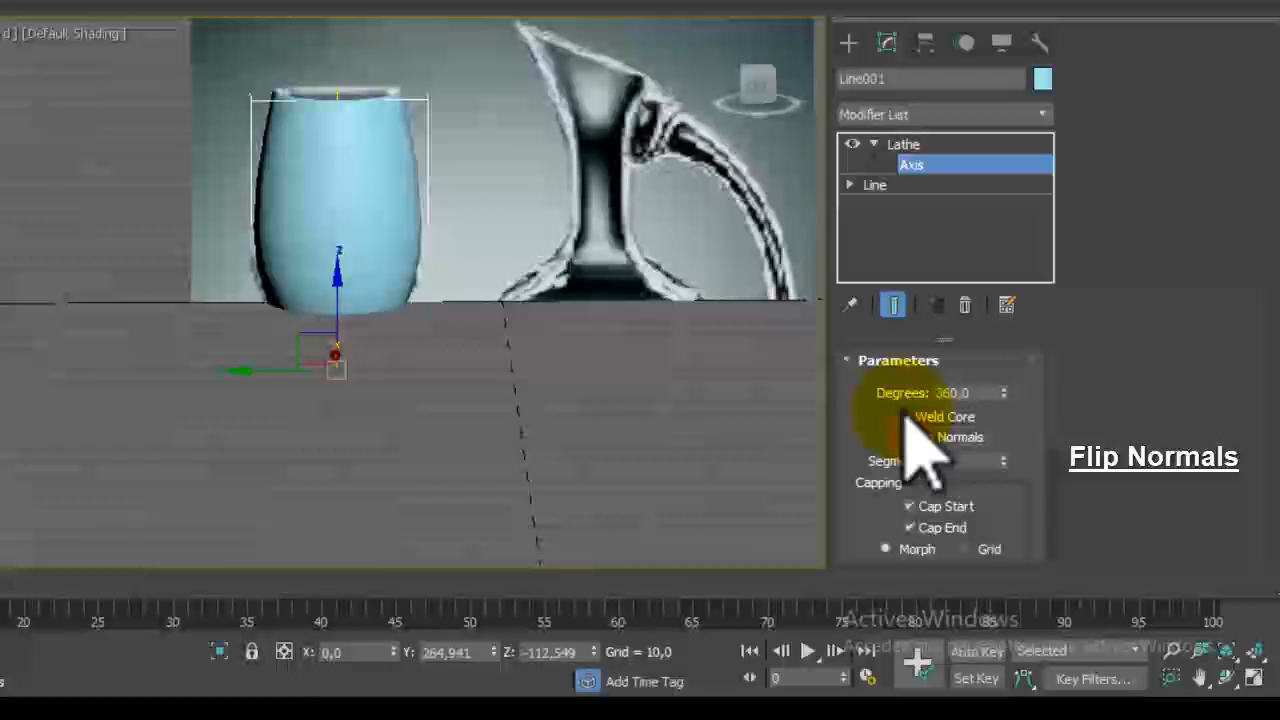 d ] [Default Shading ]
Line001
Modifier List
Lathe
Axis
Line
Parameters
Degrees: 360,0
Weld Core
Normals
Segm
Capping
Cap Start
Cap End
Morph Grid
Flip Normals
z
20 25 30 35 40 45 50 55 60 65 70 75 80 85 90 95 100
X: 0,0 Y: 264,941 Z: -112,549 Grid = 10,0
Auto Key Selected
s Add Time Tag 0 Set Key Key Filters...